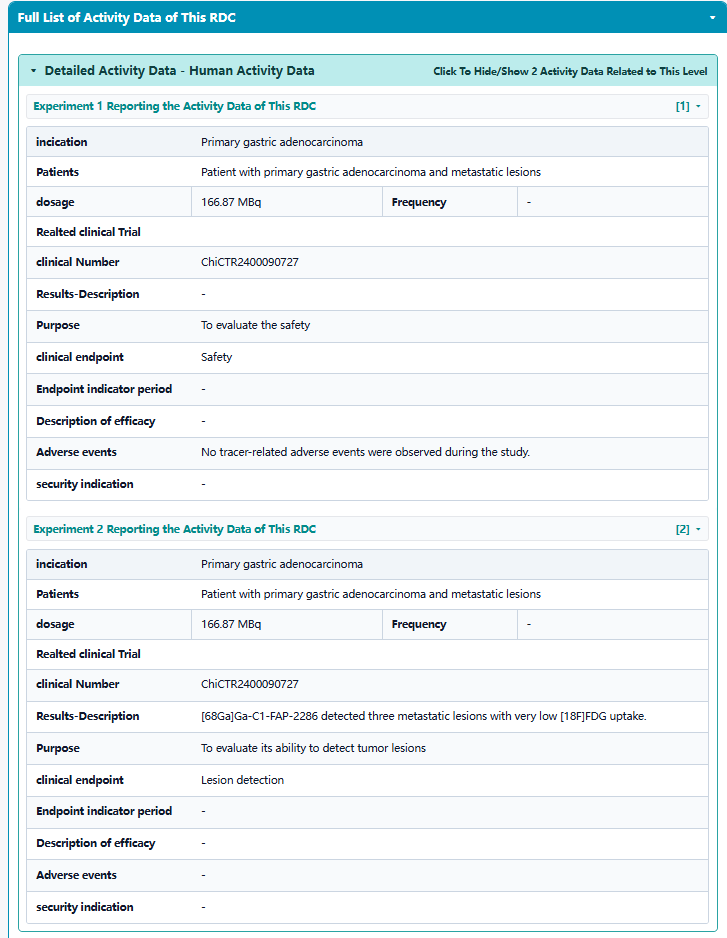 Full List of Activity Data of This RDC
Detailed Activity Data - Human Activity Data Click To Hide/Show 2 Activity Data Related to This Level
Experiment 1 Reporting the Activity Data of This RDC [1]
incication Primary gastric adenocarcinoma
Patients Patient with primary gastric adenocarcinoma and metastatic lesions
dosage 166.87 MBq Frequency -
Realted clinical Trial
clinical Number ChiCTR2400090727
Results-Description -
Purpose To evaluate the safety
clinical endpoint Safety
Endpoint indicator period -
Description of efficacy -
Adverse events No tracer-related adverse events were observed during the study.
security indication -
Experiment 2 Reporting the Activity Data of This RDC [2]
incication Primary gastric adenocarcinoma
Patients Patient with primary gastric adenocarcinoma and metastatic lesions
dosage 166.87 MBq Frequency -
Realted clinical Trial
clinical Number ChiCTR2400090727
Results-Description [68Ga]Ga-C1-FAP-2286 detected three metastatic lesions with very low [18F]FDG uptake.
Purpose To evaluate its ability to detect tumor lesions
clinical endpoint Lesion detection
Endpoint indicator period -
Description of efficacy -
Adverse events -
security indication -